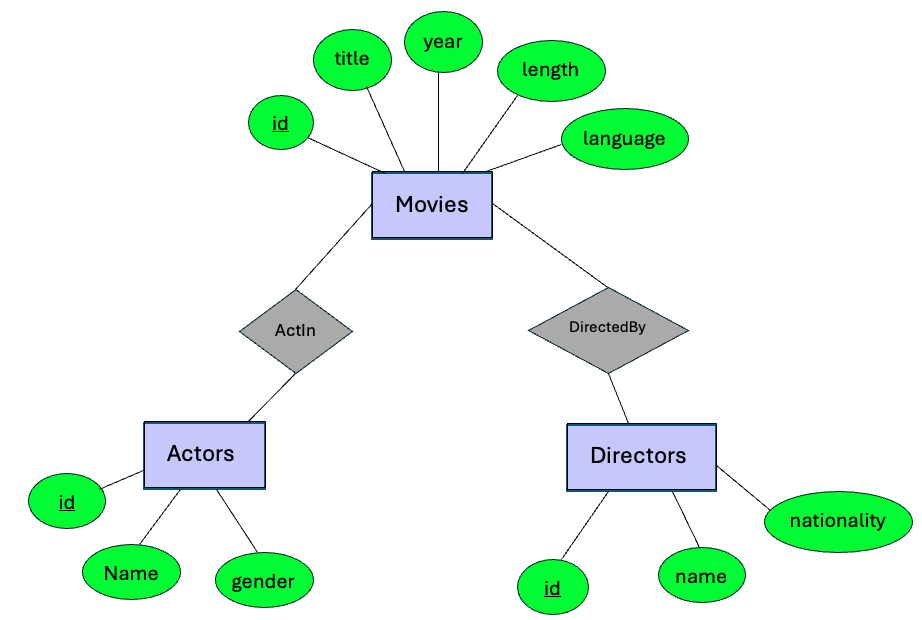 year
title
length
id
language
Movies
ActIn
DirectedBy
Actors
Directors
id
nationality
Name
gender
name
id